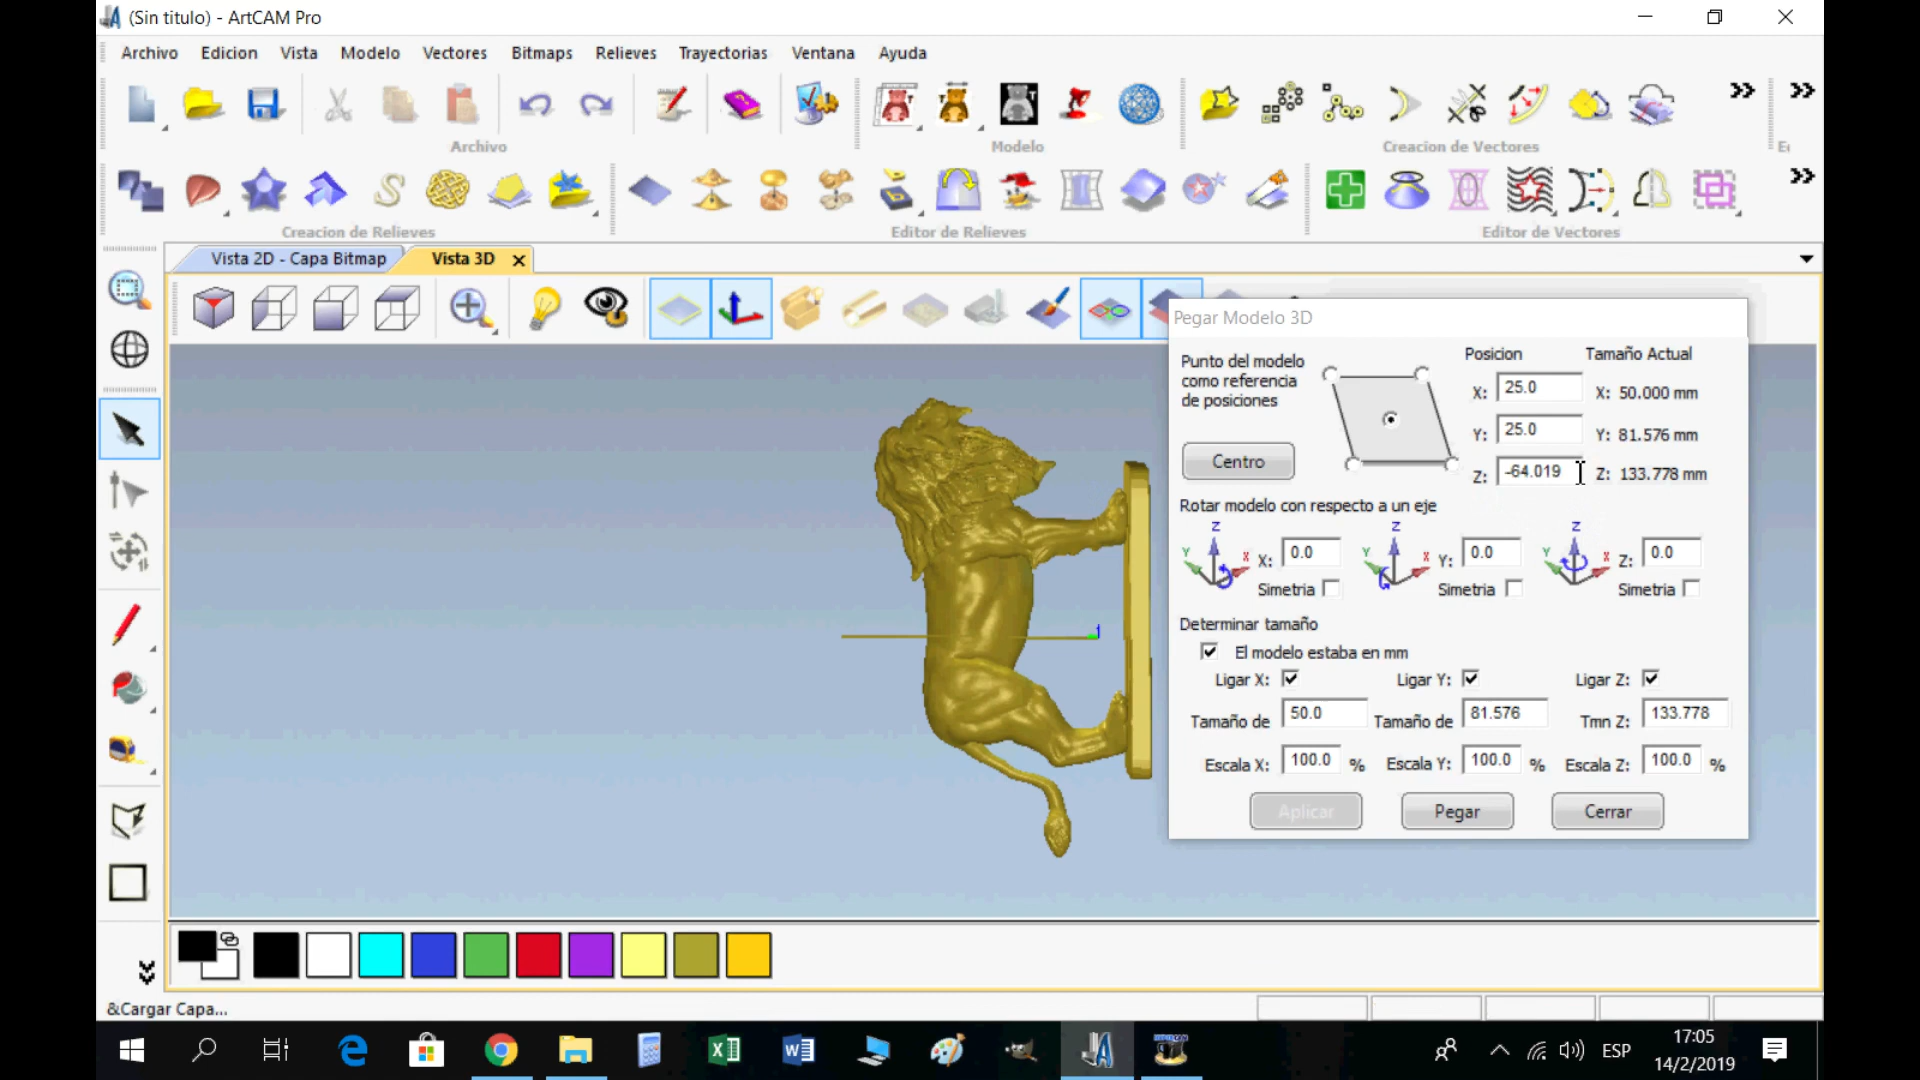 (Sin titulo) - ArtCAM Pro
Archivo Edicion Vista Modelo Vectores Bitmaps Relieves Trayectorias Ventana Ayuda
Archivo Modelo Creacion de Vectores
Creacion de Relieves Editor de Relieves Editor de Vectores
Vista 2D - Capa Bitmap Vista 3D
Pegar Modelo 3D
Punto del modelo como referencia de posiciones
Posicion Tamaño Actual
X: 25.0 X: 50.000 mm
Y: 25.0 Y: 81.576 mm
Centro
Z: -64.019 Z: 133.778 mm
Rotar modelo con respecto a un eje
Z Z Z
Y X X: 0.0 Y X Y: 0.0 Y X Z: 0.0
Simetria Simetria Simetria
Determinar tamaño
El modelo estaba en mm
Ligar X: Ligar Y: Ligar Z:
Tamaño de 50.0 Tamaño de 81.576 Tmn Z: 133.778
Escala X: 100.0 % Escala Y: 100.0 % Escala Z: 100.0 %
Aplicar Pegar Cerrar
&Cargar Capa...
ESP
17:05
14/2/2019